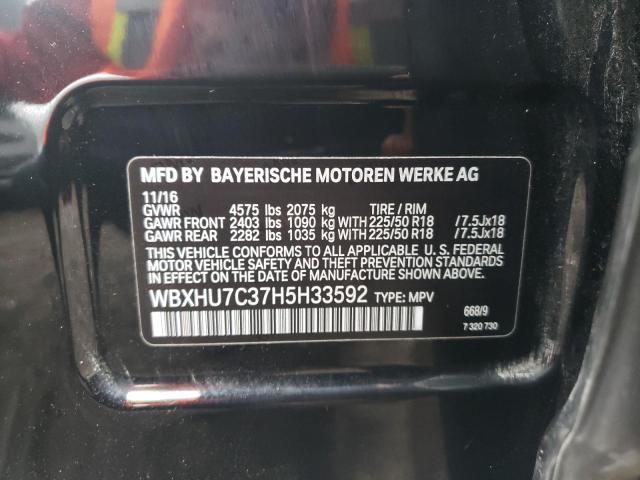 MFD BY BAYERISCHE MOTOREN WERKE AG
11/16
GVWR 4575 lbs 2075 kg TIRE / RIM
GAWR FRONT 2403 lbs 1090 kg WITH 225/50 R18 /7.5Jx18
GAWR REAR 2282 lbs 1035 kg WITH 225/50 R18 /7.5Jx18
THIS VEHICLE CONFORMS TO ALL APPLICABLE U. S. FEDERAL
MOTOR VEHICLE SAFETY AND THEFT PREVENTION STANDARDS
IN EFFECT ON THE DATE OF MANUFACTURE SHOWN ABOVE.
WBXHU7C37H5H33592 TYPE: MPV
668/9
7 320 730